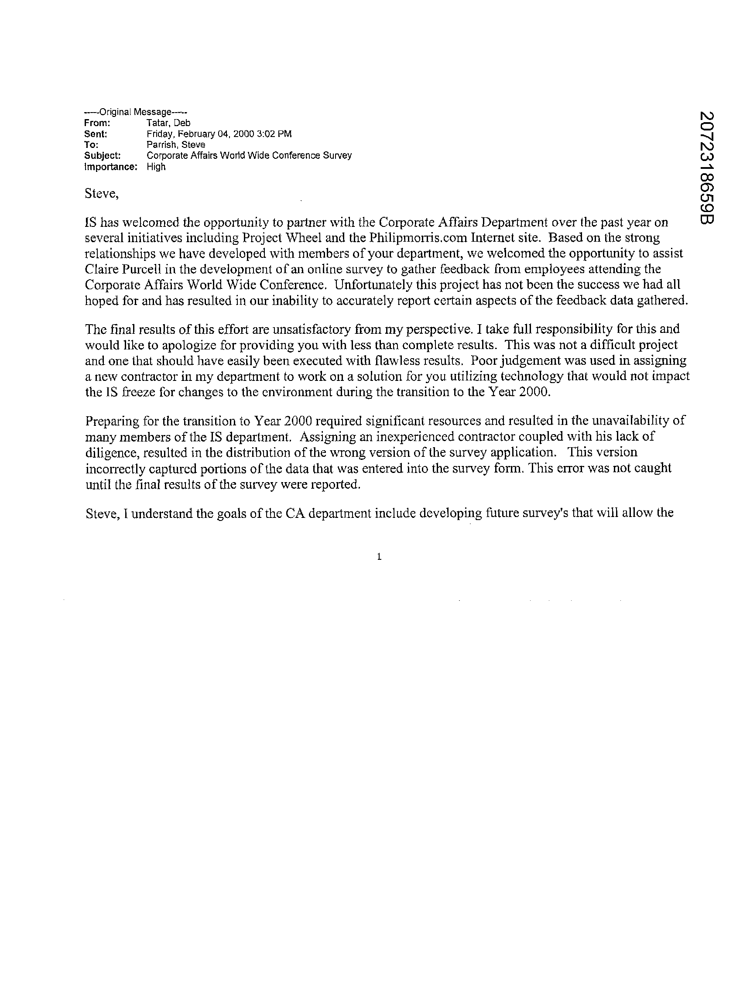 -----Original Message-----
From: Tatar, Deb
Sent: Friday, February 04, 2000 3:02 PM
To: Parrish, Steve
Subject: Corporate Affairs World Wide Conference Survey
Importance: High
Steve,
IS has welcomed the opportunity to partner with the Corporate Affairs Department over the past year on
several initiatives including Project Wheel and the Philipmorris.com Internet site. Based on the strong
relationships we have developed with members of your department, we welcomed the opportunity to assist
Claire Purcell in the development of an online survey to gather feedback from employees attending the
Corporate Affairs World Wide Conference. Unfortunately this project has not been the success we had all
hoped for and has resulted in our inability to accurately report certain aspects of the feedback data gathered.
The final results of this effort are unsatisfactory from my perspective. I take full responsibility for this and
would like to apologize for providing you with less than complete results. This was not a difficult project
and one that should have easily been executed with flawless results. Poor judgement was used in assigning
a new contractor in my department to work on a solution for you utilizing technology that would not impact
the IS freeze for changes to the environment during the transition to the Year 2000.
Preparing for the transition to Year 2000 required significant resources and resulted in the unavailability of
many members of the IS department. Assigning an inexperienced contractor coupled with his lack of
diligence, resulted in the distribution of the wrong version of the survey application. This version
incorrectly captured portions of the data that was entered into the survey form. This error was not caught
until the final results of the survey were reported.
Steve, I understand the goals of the CA department include developing future survey's that will allow the
1
2072318659B